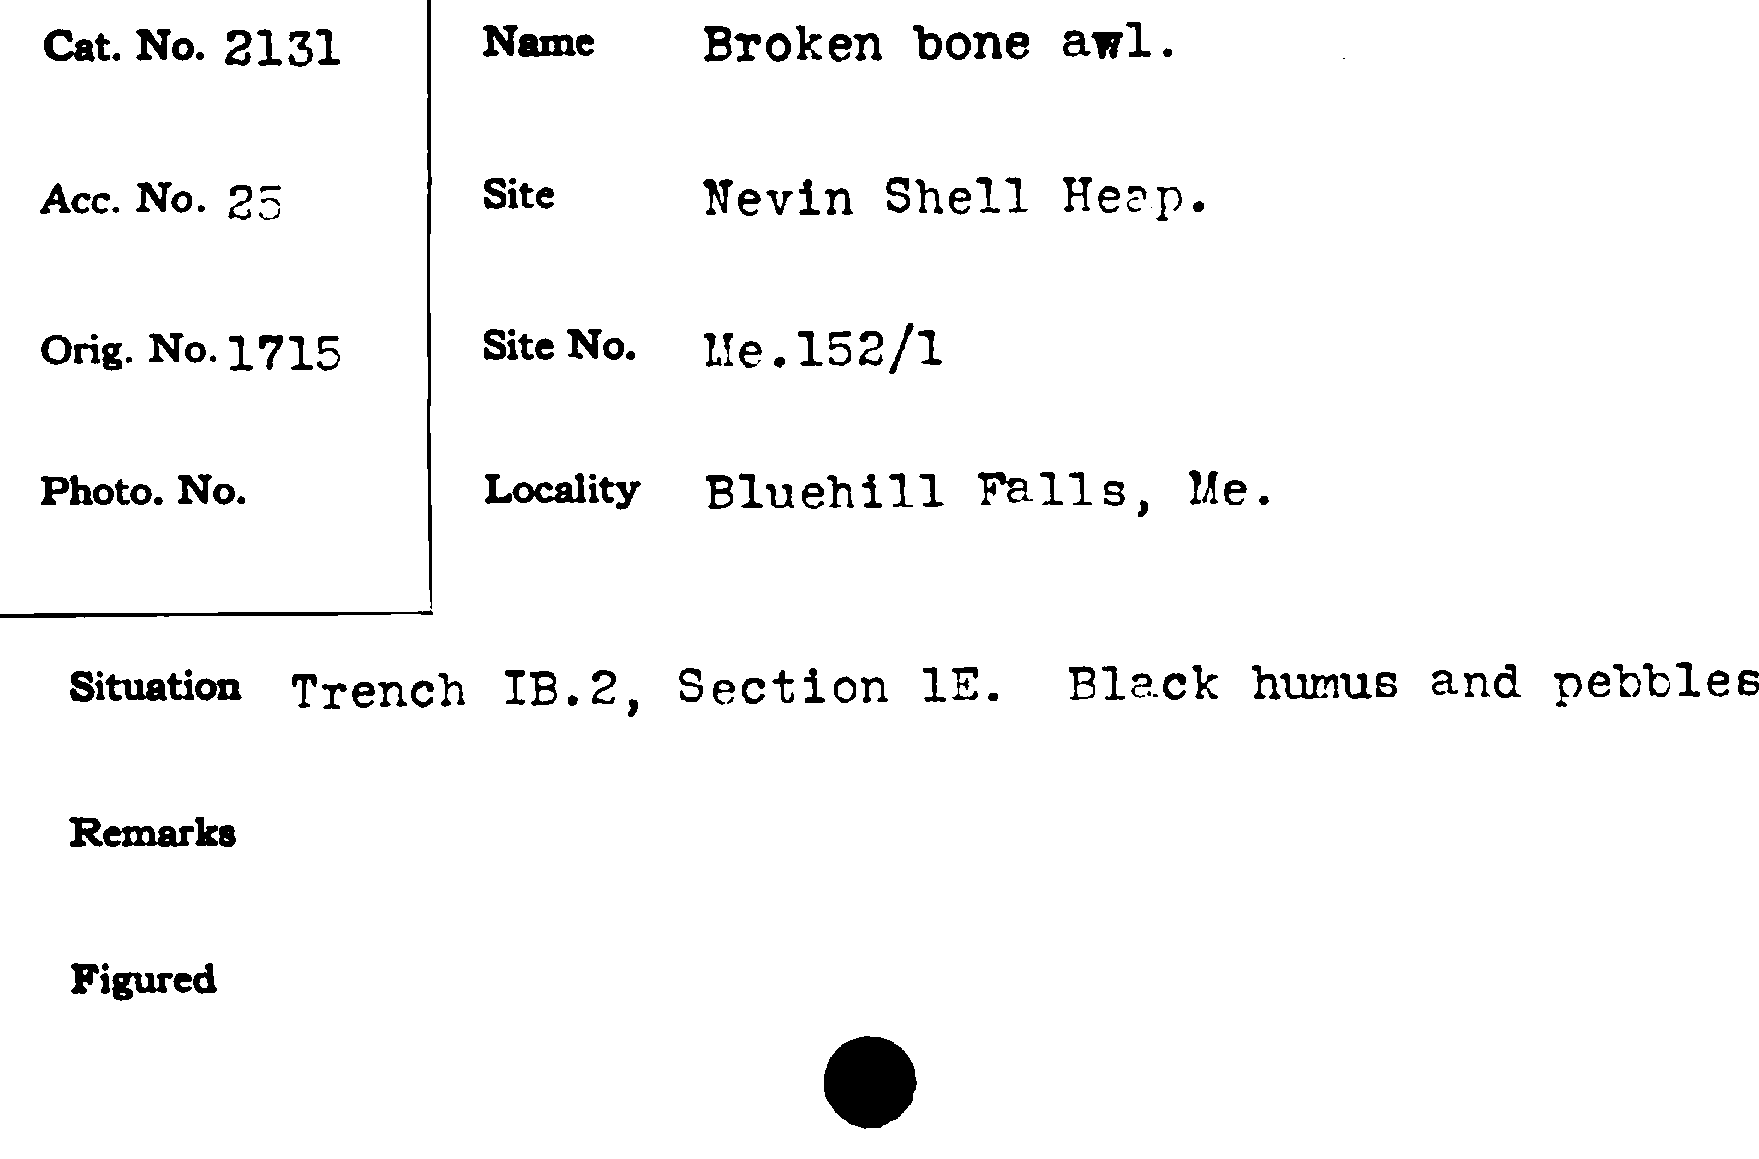 Cat. No. 2131
Name Broken bone awl.
Acc. No. 25
Site Nevin Shell Heap.
Orig. No. 1715
Site No. Me.152/1
Photo. No.
Locality Bluehill Falls, Me.
Situation Trench IB.2, Section 1E. Black humus and pebbles
Remarks
Figured